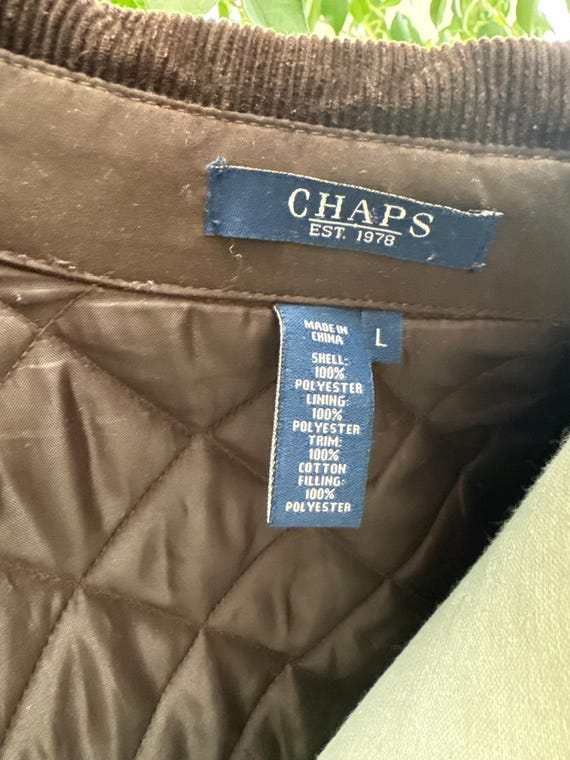 CHAPS
EST. 1978
MADE IN
CHINA
L
SHELL:
100%
POLYESTER
LINING:
100%
POLYESTER
TRIM:
100%
COTTON
FILLING:
100%
POLYESTER